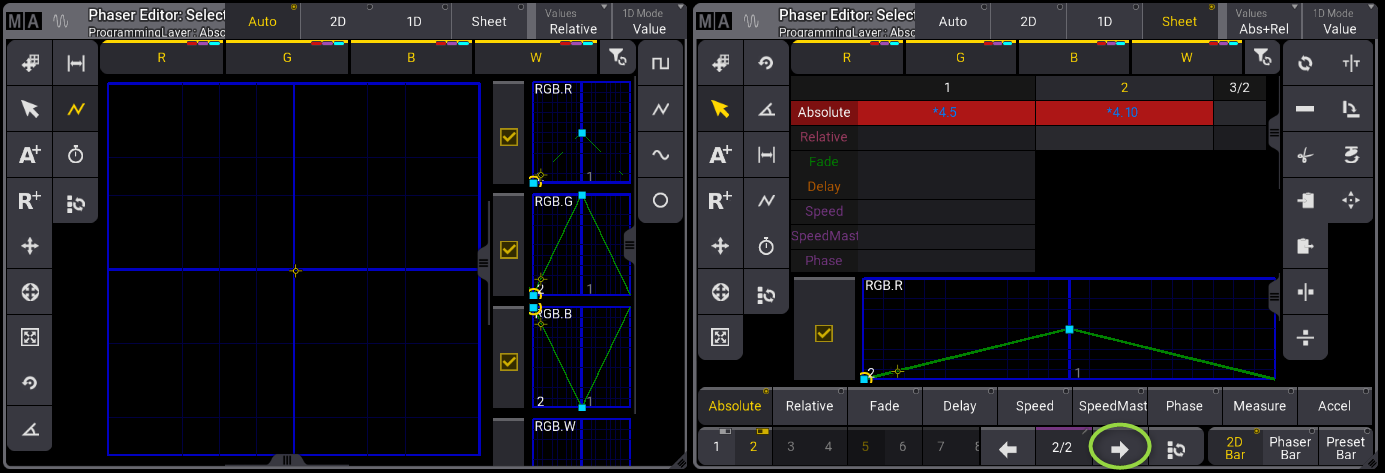 MA
Phaser Editor: Select
ProgrammingLayer: Absc
Auto
2D
1D
Sheet
Values
Relative
1D Mode
Value
R
G
B
W
A+
R+
RGB.R
1
RGB.G
2
1
RGB.B
2
1
RGB.W
MA
Phaser Editor: Select
ProgrammingLayer: Absc
Auto
2D
1D
Sheet
Values
Abs+Rel
1D Mode
Value
R
G
B
W
A+
R+
1
2
3/2
Absolute
*4.5
*4.10
Relative
Fade
Delay
Speed
SpeedMast
Phase
RGB.R
2
1
Absolute
Relative
Fade
Delay
Speed
SpeedMast
Phase
Measure
Accel
1
2
3
4
5
6
7
8
2/2
2D
Bar
Phaser
Bar
Preset
Bar